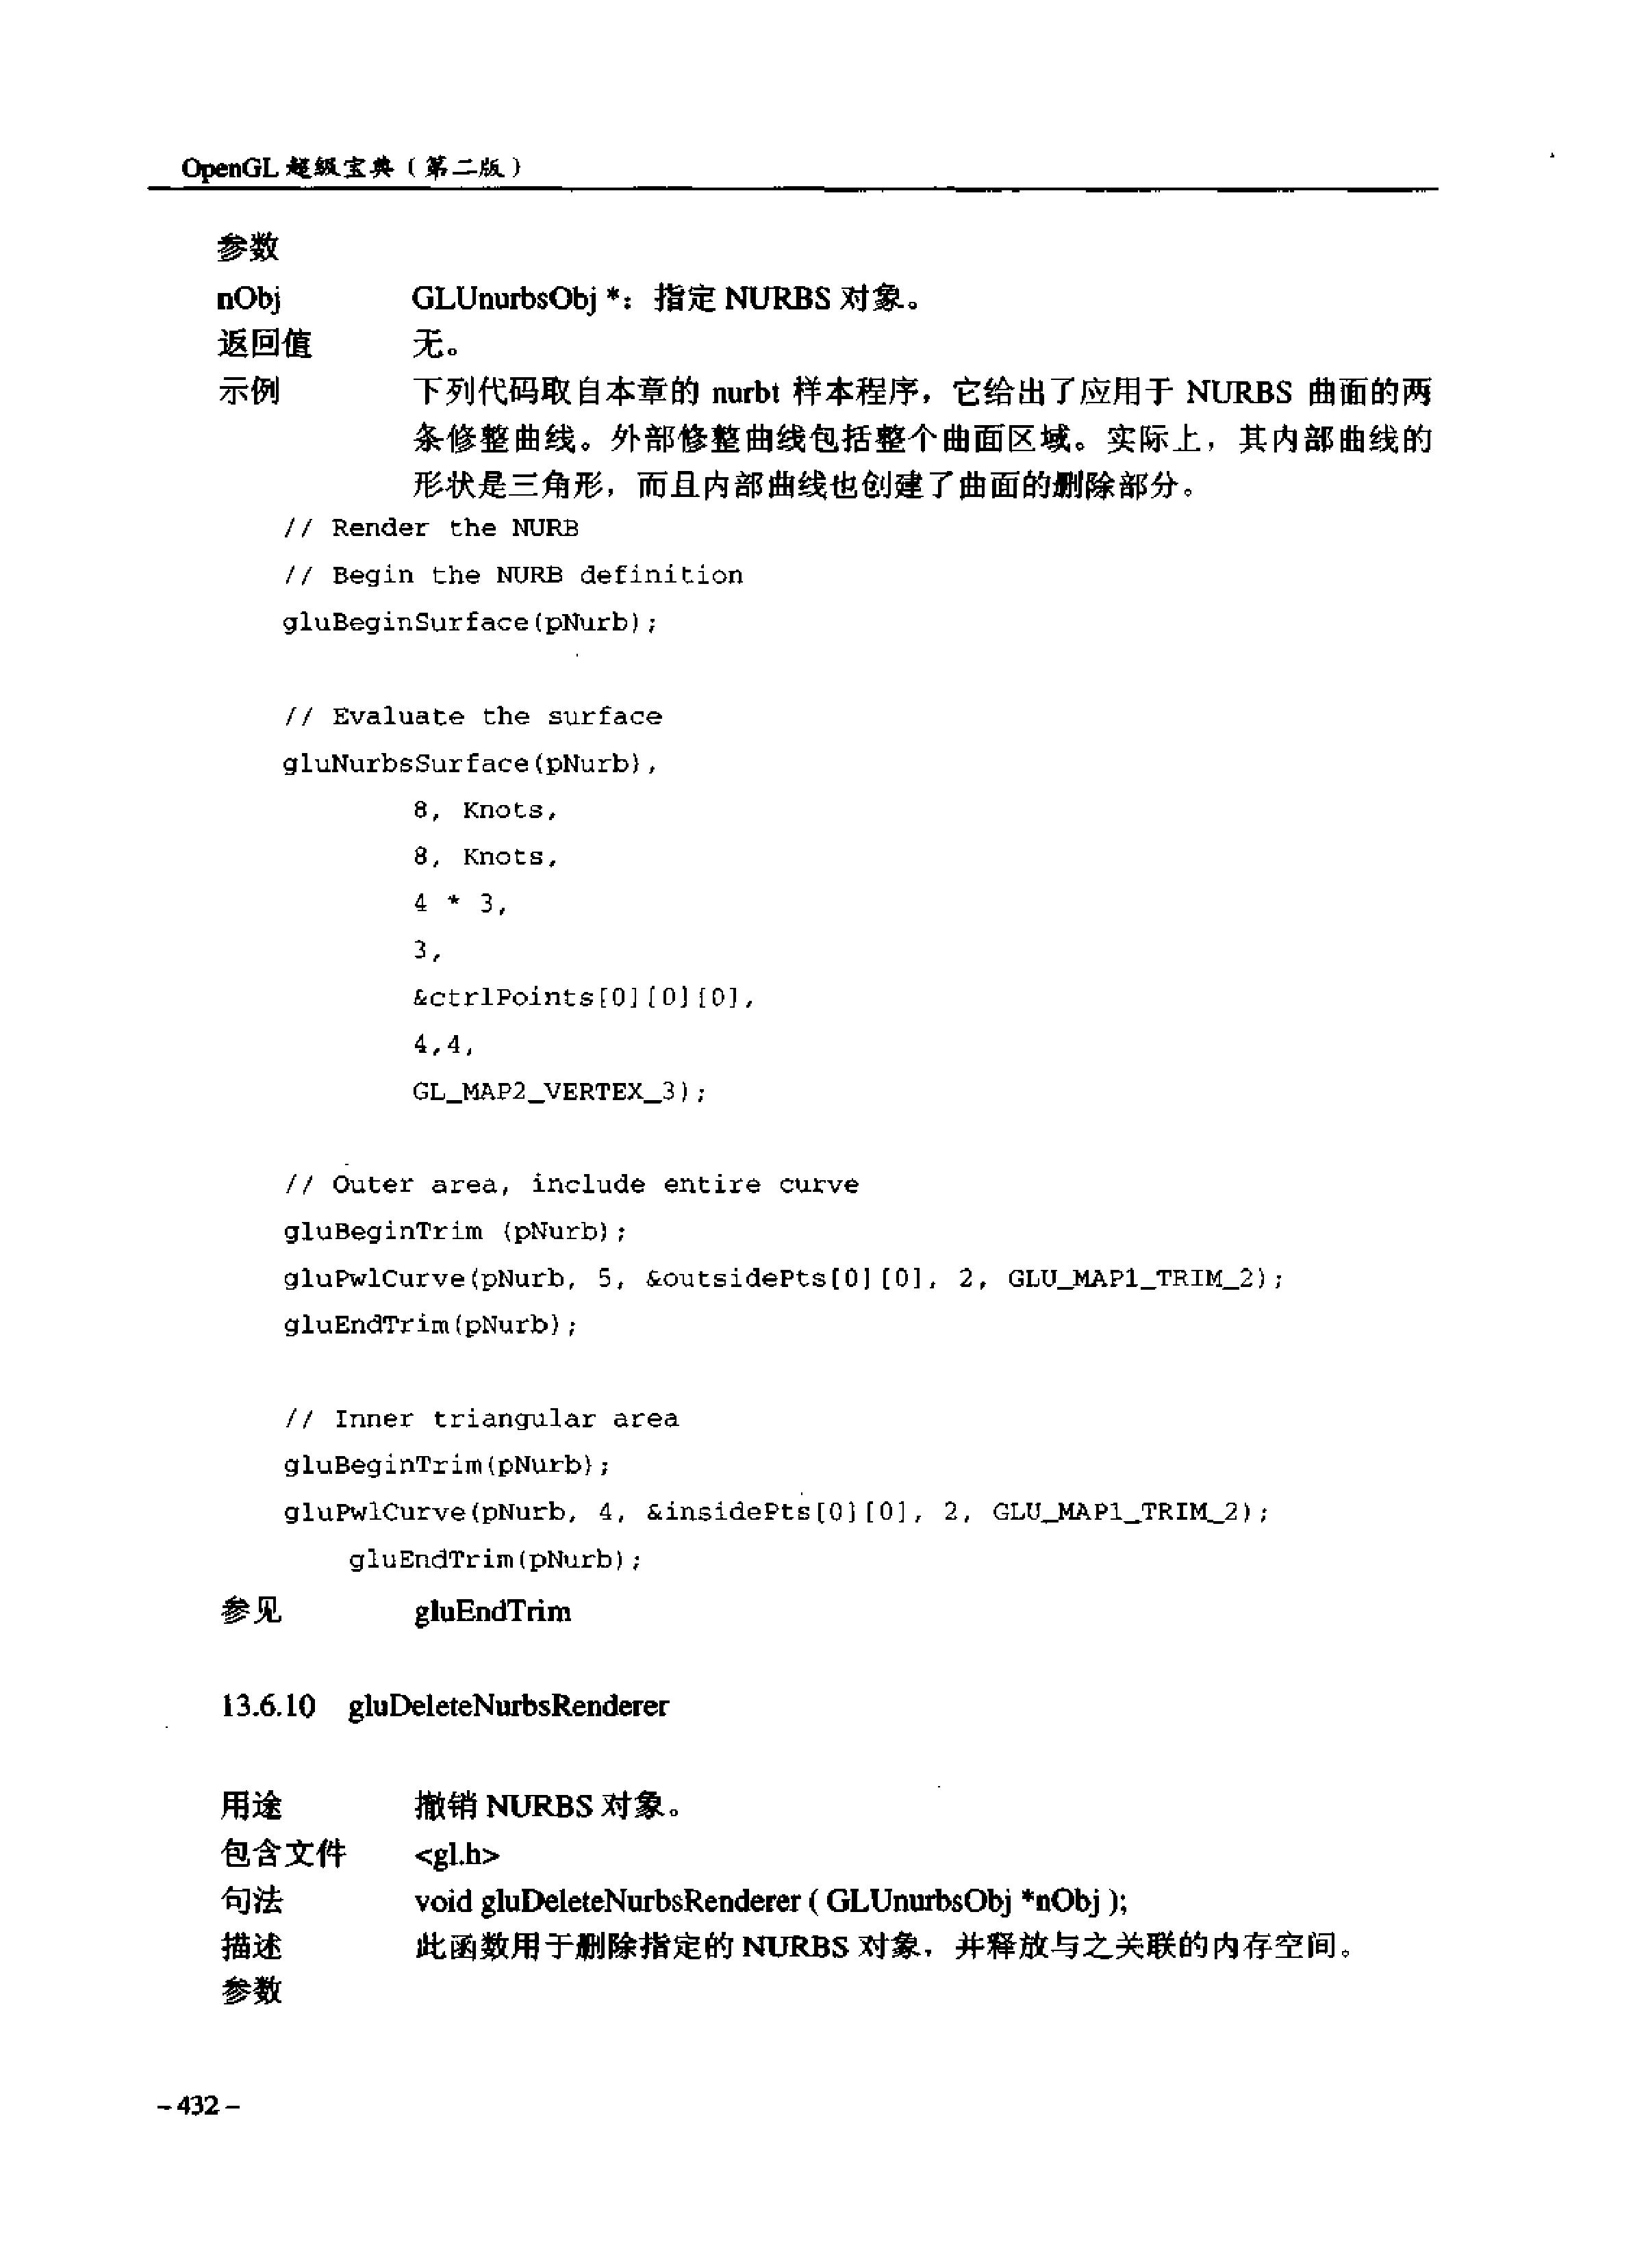 OpenGL 超级宝典（第二版）
参数
nObj GLUnurbsObj *：指定 NURBS 对象。
返回值 无。
示例 下列代码取自本章的 nurbt 样本程序，它给出了应用于 NURBS 曲面的两
条修整曲线。外部修整曲线包括整个曲面区域。实际上，其内部曲线的
形状是三角形，而且内部曲线也创建了曲面的删除部分。
// Render the NURB
// Begin the NURB definition
gluBeginSurface(pNurb);
// Evaluate the surface
gluNurbsSurface(pNurb),
8, Knots,
8, Knots,
4 * 3,
3,
&ctrlPoints[0][0][0],
4,4,
GL_MAP2_VERTEX_3);
// Outer area, include entire curve
gluBeginTrim (pNurb);
gluPwlCurve(pNurb, 5, &outsidePts[0][0], 2, GLU_MAP1_TRIM_2);
gluEndTrim(pNurb);
// Inner triangular area
gluBeginTrim(pNurb);
gluPwlCurve(pNurb, 4, &insidePts[0][0], 2, GLU_MAP1_TRIM_2);
gluEndTrim(pNurb);
参见 gluEndTrim
13.6.10 gluDeleteNurbsRenderer
用途 撤销 NURBS 对象。
包含文件 <gl.h>
句法 void gluDeleteNurbsRenderer ( GLUnurbsObj *nObj );
描述 此函数用于删除指定的 NURBS 对象，并释放与之关联的内存空间。
参数
– 432 –